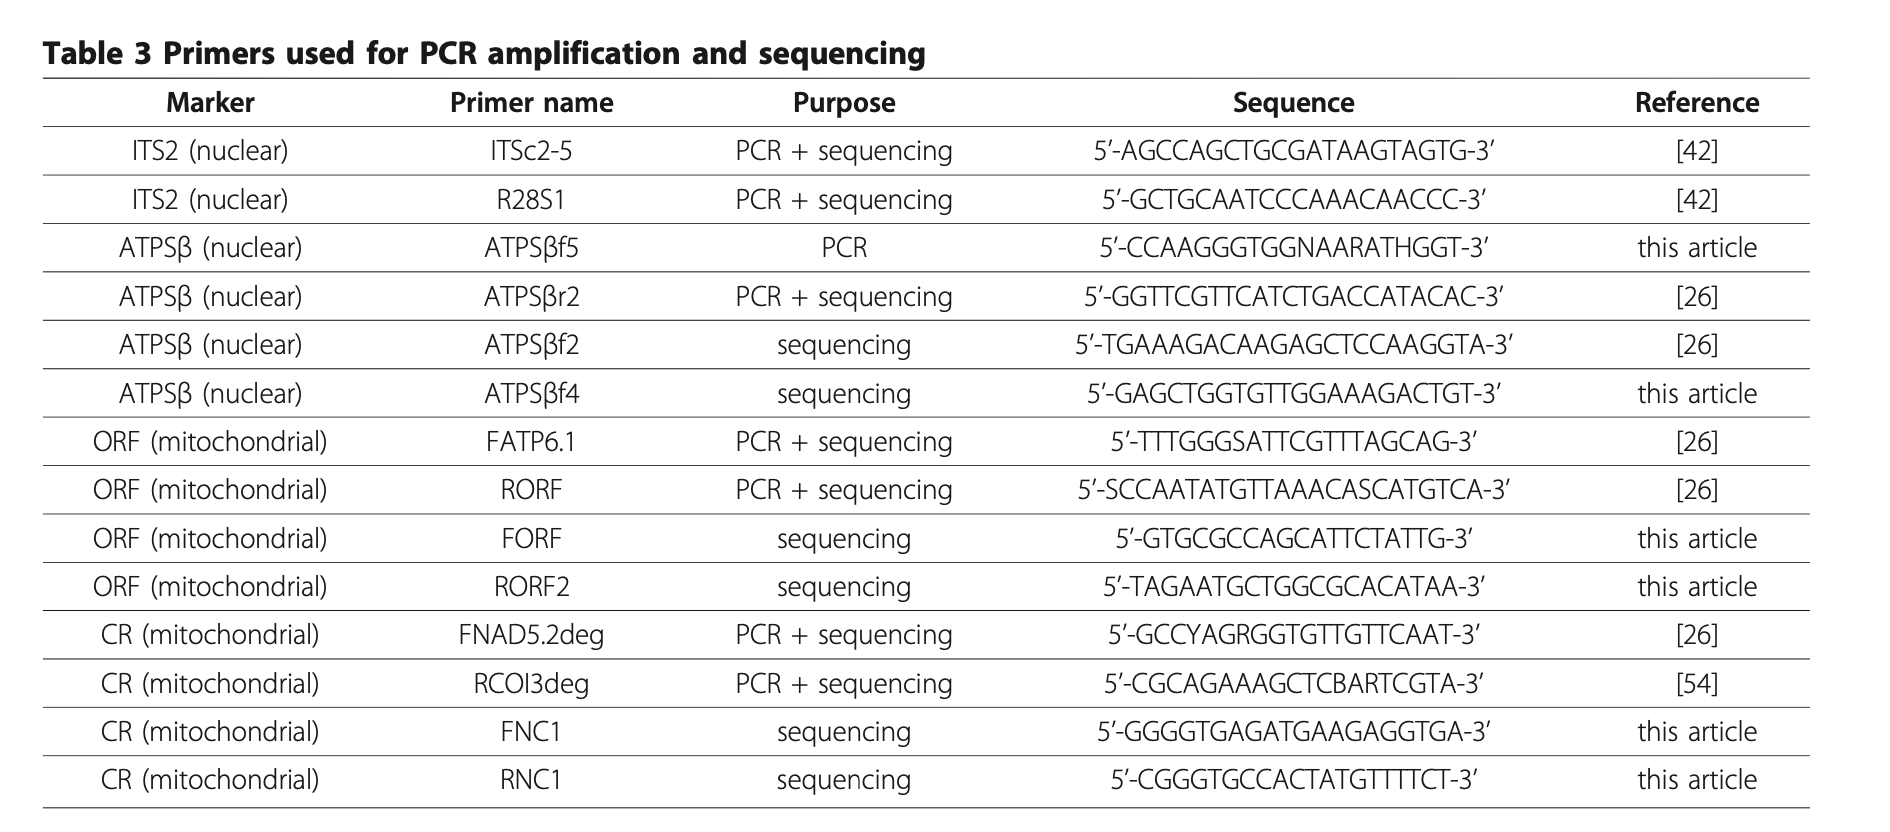 Table 3 Primers used for PCR amplification and sequencing
Marker Primer name Purpose Sequence Reference
ITS2 (nuclear) ITSc2-5 PCR + sequencing 5′-AGCCAGCTGCGATAAGTAGTG-3′ [42]
ITS2 (nuclear) R28S1 PCR + sequencing 5′-GCTGCAATCCCAAACAACCC-3′ [42]
ATPSβ (nuclear) ATPSβf5 PCR 5′-CCAAGGGTGGNAARATHGGT-3′ this article
ATPSβ (nuclear) ATPSβr2 PCR + sequencing 5′-GGTTCGTTCATCTGACCATACAC-3′ [26]
ATPSβ (nuclear) ATPSβf2 sequencing 5′-TGAAAGACAAGAGCTCCAAGGTA-3′ [26]
ATPSβ (nuclear) ATPSβf4 sequencing 5′-GAGCTGGTGTTGGAAAGACTGT-3′ this article
ORF (mitochondrial) FATP6.1 PCR + sequencing 5′-TTTGGGSATTCGTTTAGCAG-3′ [26]
ORF (mitochondrial) RORF PCR + sequencing 5′-SCCAATATGTTAAACASCATGTCA-3′ [26]
ORF (mitochondrial) FORF sequencing 5′-GTGCGCCAGCATTCTATTG-3′ this article
ORF (mitochondrial) RORF2 sequencing 5′-TAGAATGCTGGCGCACATAA-3′ this article
CR (mitochondrial) FNAD5.2deg PCR + sequencing 5′-GCCYAGRGGTGTTGTTCAAT-3′ [26]
CR (mitochondrial) RCOI3deg PCR + sequencing 5′-CGCAGAAAGCTCBARTCGTA-3′ [54]
CR (mitochondrial) FNC1 sequencing 5′-GGGGTGAGATGAAGAGGTGA-3′ this article
CR (mitochondrial) RNC1 sequencing 5′-CGGGTGCCACTATGTTTTCT-3′ this article